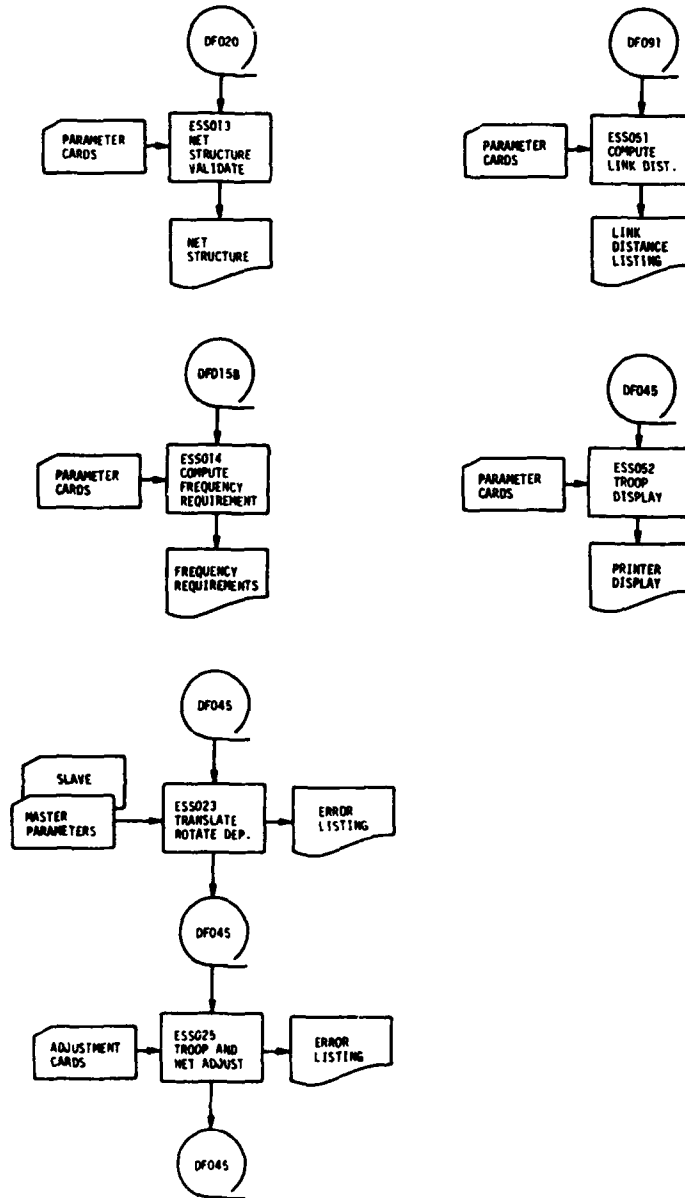 DF020
PARAMETER
CARDS
ESS013
NET
STRUCTURE
VALIDATE
NET
STRUCTURE
DF091
PARAMETER
CARDS
ESS051
COMPUTE
LINK DIST.
LINK
DISTANCE
LISTING
DF015B
PARAMETER
CARDS
ESS014
COMPUTE
FREQUENCY
REQUIREMENT
FREQUENCY
REQUIREMENTS
DF045
PARAMETER
CARDS
ESS052
TROOP
DISPLAY
PRINTER
DISPLAY
DF045
SLAVE
MASTER
PARAMETERS
ESS023
TRANSLATE
ROTATE DEP.
ERROR
LISTING
DF045
ADJUSTMENT
CARDS
ESS025
TROOP AND
NET ADJUST
ERROR
LISTING
DF045